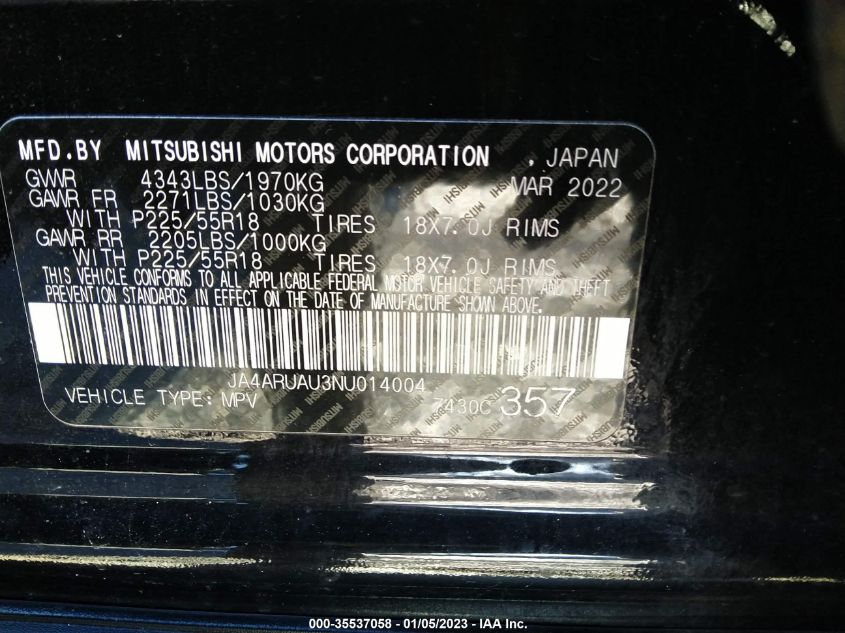 MFD.BY MITSUBISHI MOTORS CORPORATION . JAPAN
GVWR 4343LBS/1970KG MAR 2022
GAWR FR 2271LBS/1030KG
WITH P225/55R18 TIRES 18X7.0J RIMS
GAWR RR 2205LBS/1000KG
WITH P225/55R18 TIRES 18X7.0J RIMS
THIS VEHICLE CONFORMS TO ALL APPLICABLE FEDERAL MOTOR VEHICLE SAFETY AND THEFT
PREVENTION STANDARDS IN EFFECT ON THE DATE OF MANUFACTURE SHOWN ABOVE.
JA4ARUAU3NU014004
VEHICLE TYPE: MPV 7430C 357
000-35537058 - 01/05/2023 - IAA Inc.